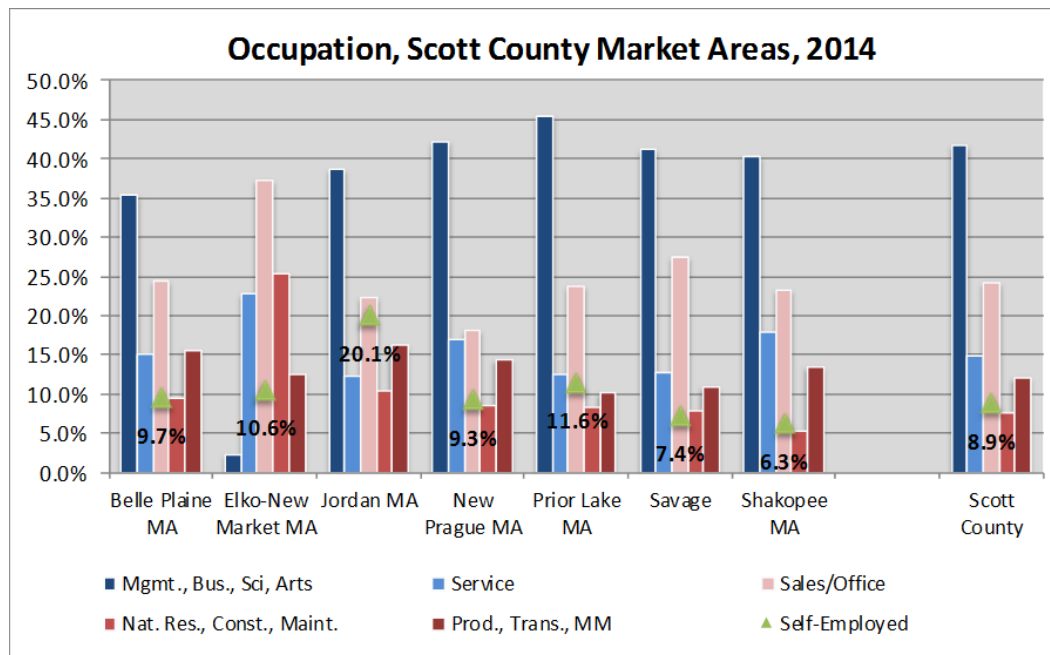 Occupation, Scott County Market Areas, 2014
50.0%
45.0%
40.0%
35.0%
30.0%
25.0%
20.0%
15.0%
10.0%
5.0%
0.0%
9.7%
10.6%
20.1%
9.3%
11.6%
7.4%
6.3%
8.9%
Belle Plaine
MA
Elko-New
Market MA
Jordan MA
New
Prague MA
Prior Lake
MA
Savage
Shakopee
MA
Scott
County
Mgmt., Bus., Sci, Arts
Service
Sales/Office
Nat. Res., Const., Maint.
Prod., Trans., MM
Self-Employed